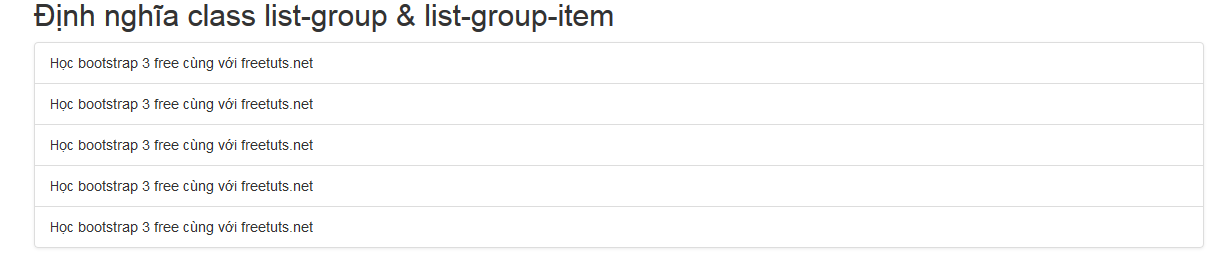 Định nghĩa class list-group & list-group-item
Học bootstrap 3 free cùng với freetuts.net
Học bootstrap 3 free cùng với freetuts.net
Học bootstrap 3 free cùng với freetuts.net
Học bootstrap 3 free cùng với freetuts.net
Học bootstrap 3 free cùng với freetuts.net